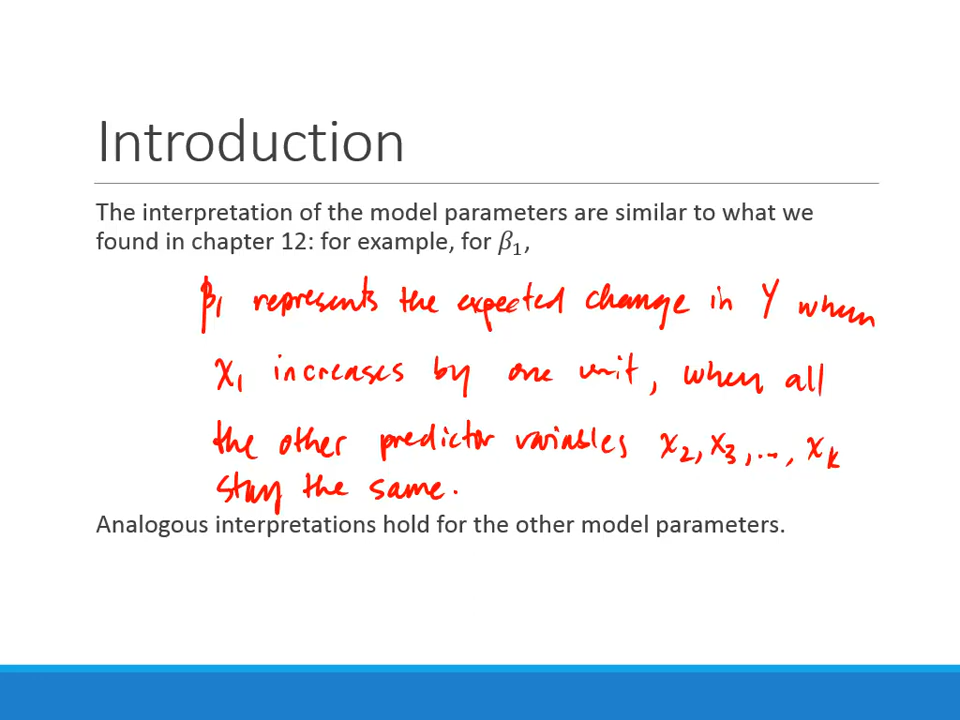 Introduction
The interpretation of the model parameters are similar to what we
found in chapter 12: for example, for β₁,
β₁ represents the expected change in Y when
x₁ increases by one unit, when all
the other predictor variables x₂, x₃, ..., xₖ
stay the same.
Analogous interpretations hold for the other model parameters.